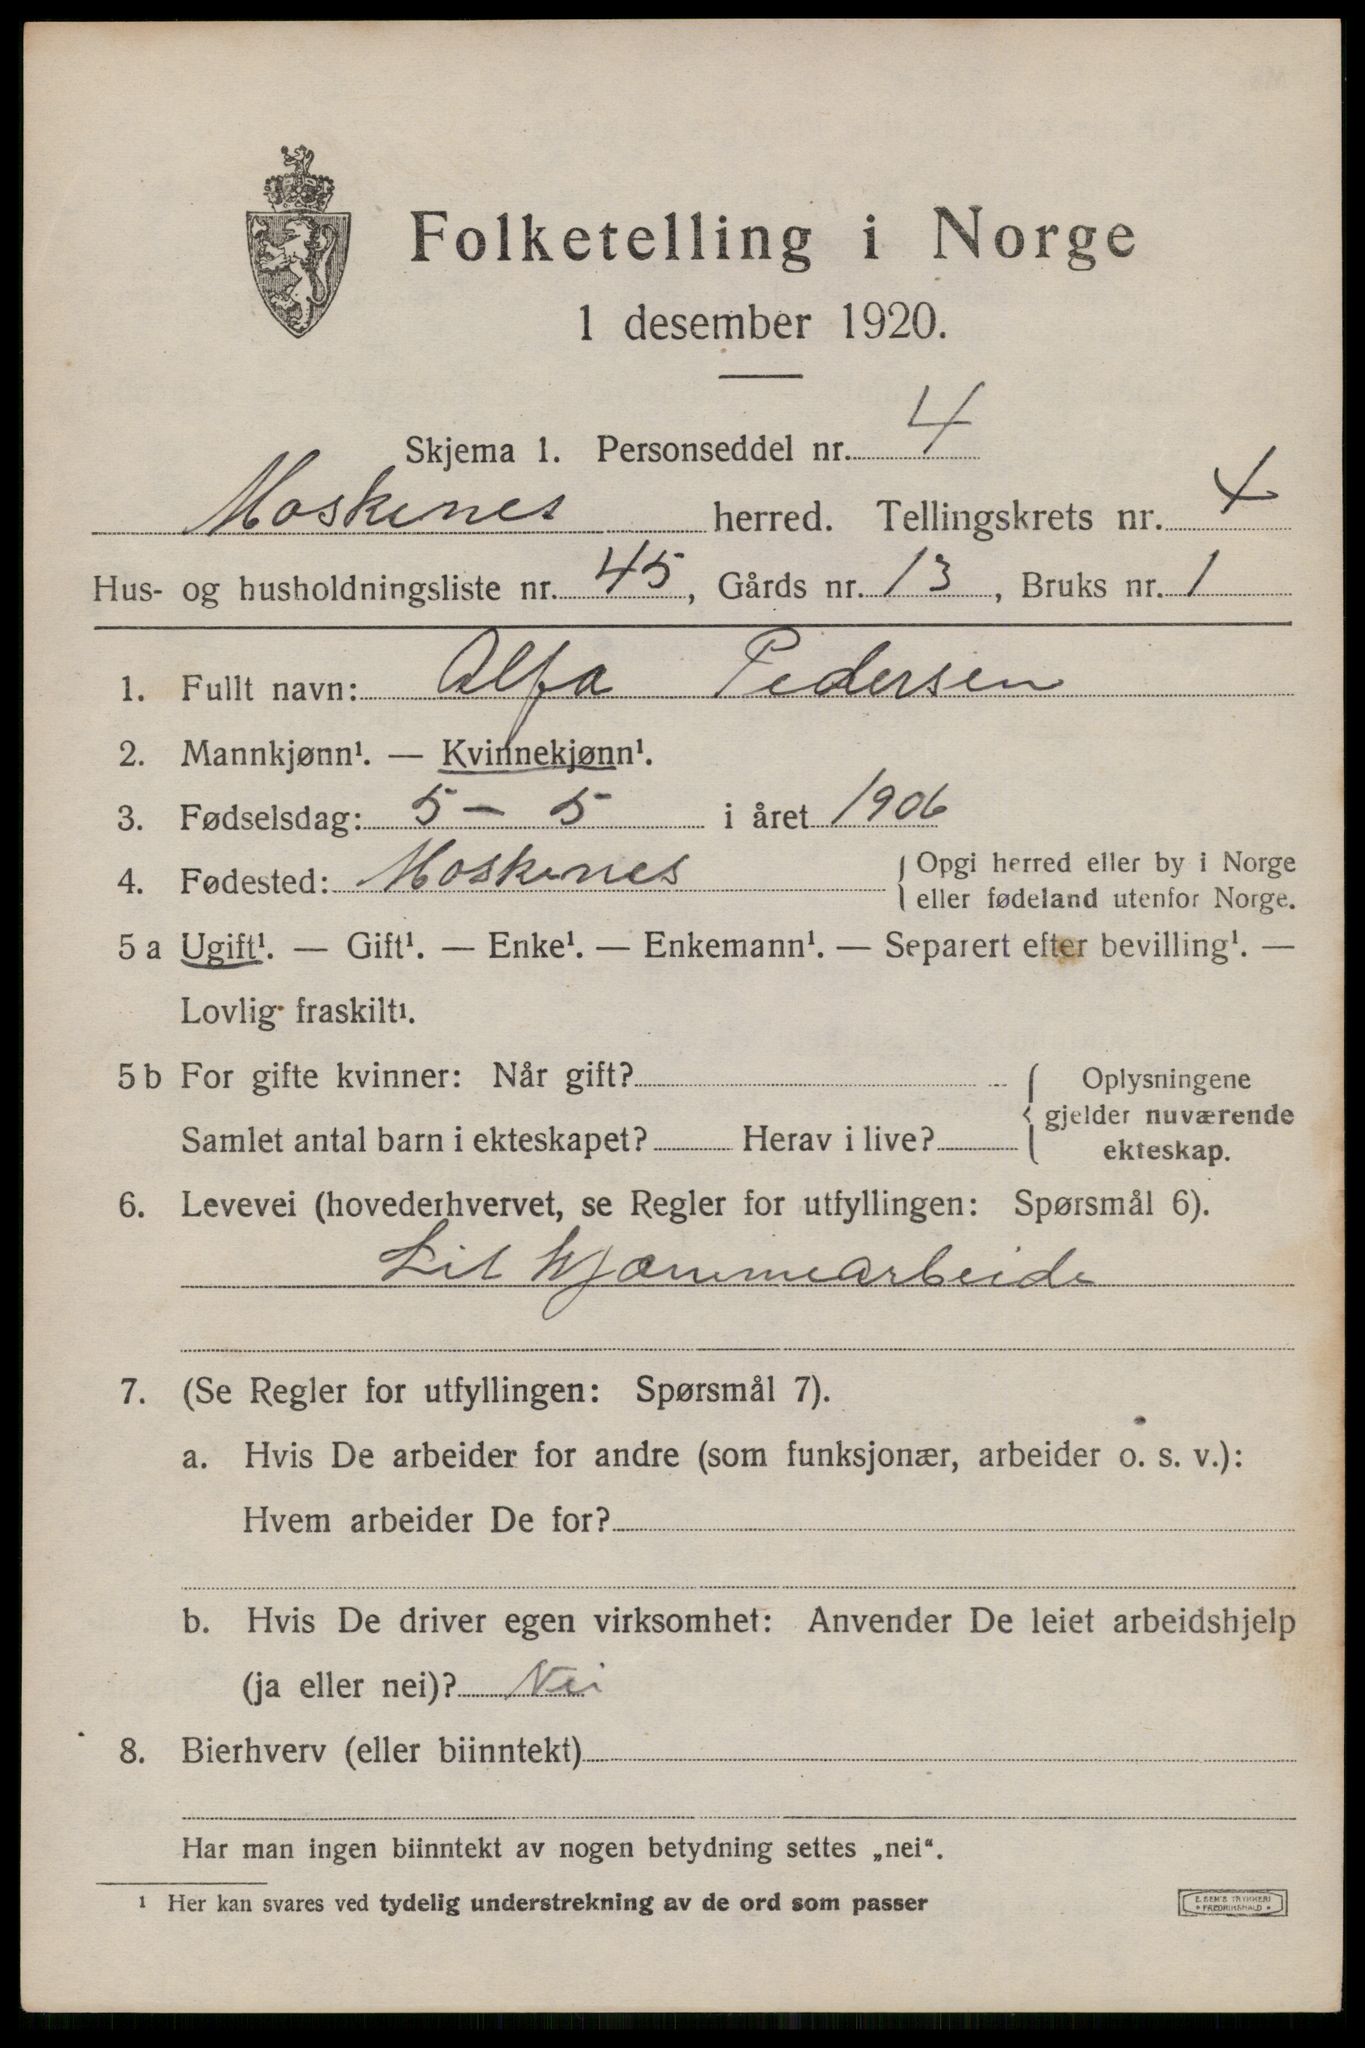 Folketelling i Norge
1 desember 1920.
Skjema 1. Personseddel nr. 4
Moskenes herred. Tellingskrets nr. 4
Hus- og husholdningsliste nr. 45, Gårds nr. 13, Bruks nr. 1
1. Fullt navn: Alfa Pedersen
2. Mannkjønn¹. — Kvinnekjønn¹.
3. Fødselsdag: 5 - 5 i året 1906
4. Fødested: Moskenes { Opgi herred eller by i Norge
eller fødeland utenfor Norge.
5 a Ugift¹. — Gift¹. — Enke¹. — Enkemann¹. — Separert efter bevilling¹. —
Lovlig fraskilt¹.
5 b For gifte kvinner: Når gift? { Oplysningene
gjelder nuværende
Samlet antal barn i ekteskapet? Herav i live?
ekteskap.
6. Levevei (hovederhvervet, se Regler for utfyllingen: Spørsmål 6).
Lit hjemmearbeide
7. (Se Regler for utfyllingen: Spørsmål 7).
a. Hvis De arbeider for andre (som funksjonær, arbeider o. s. v.):
Hvem arbeider De for?
b. Hvis De driver egen virksomhet: Anvender De leiet arbeidshjelp
(ja eller nei)? Nei
8. Bierhverv (eller biinntekt)
Har man ingen biinntekt av nogen betydning settes „nei“.
¹ Her kan svares ved tydelig understrekning av de ord som passer
E. SEM'S TRYKKERI
* FREDRIKSHALD *